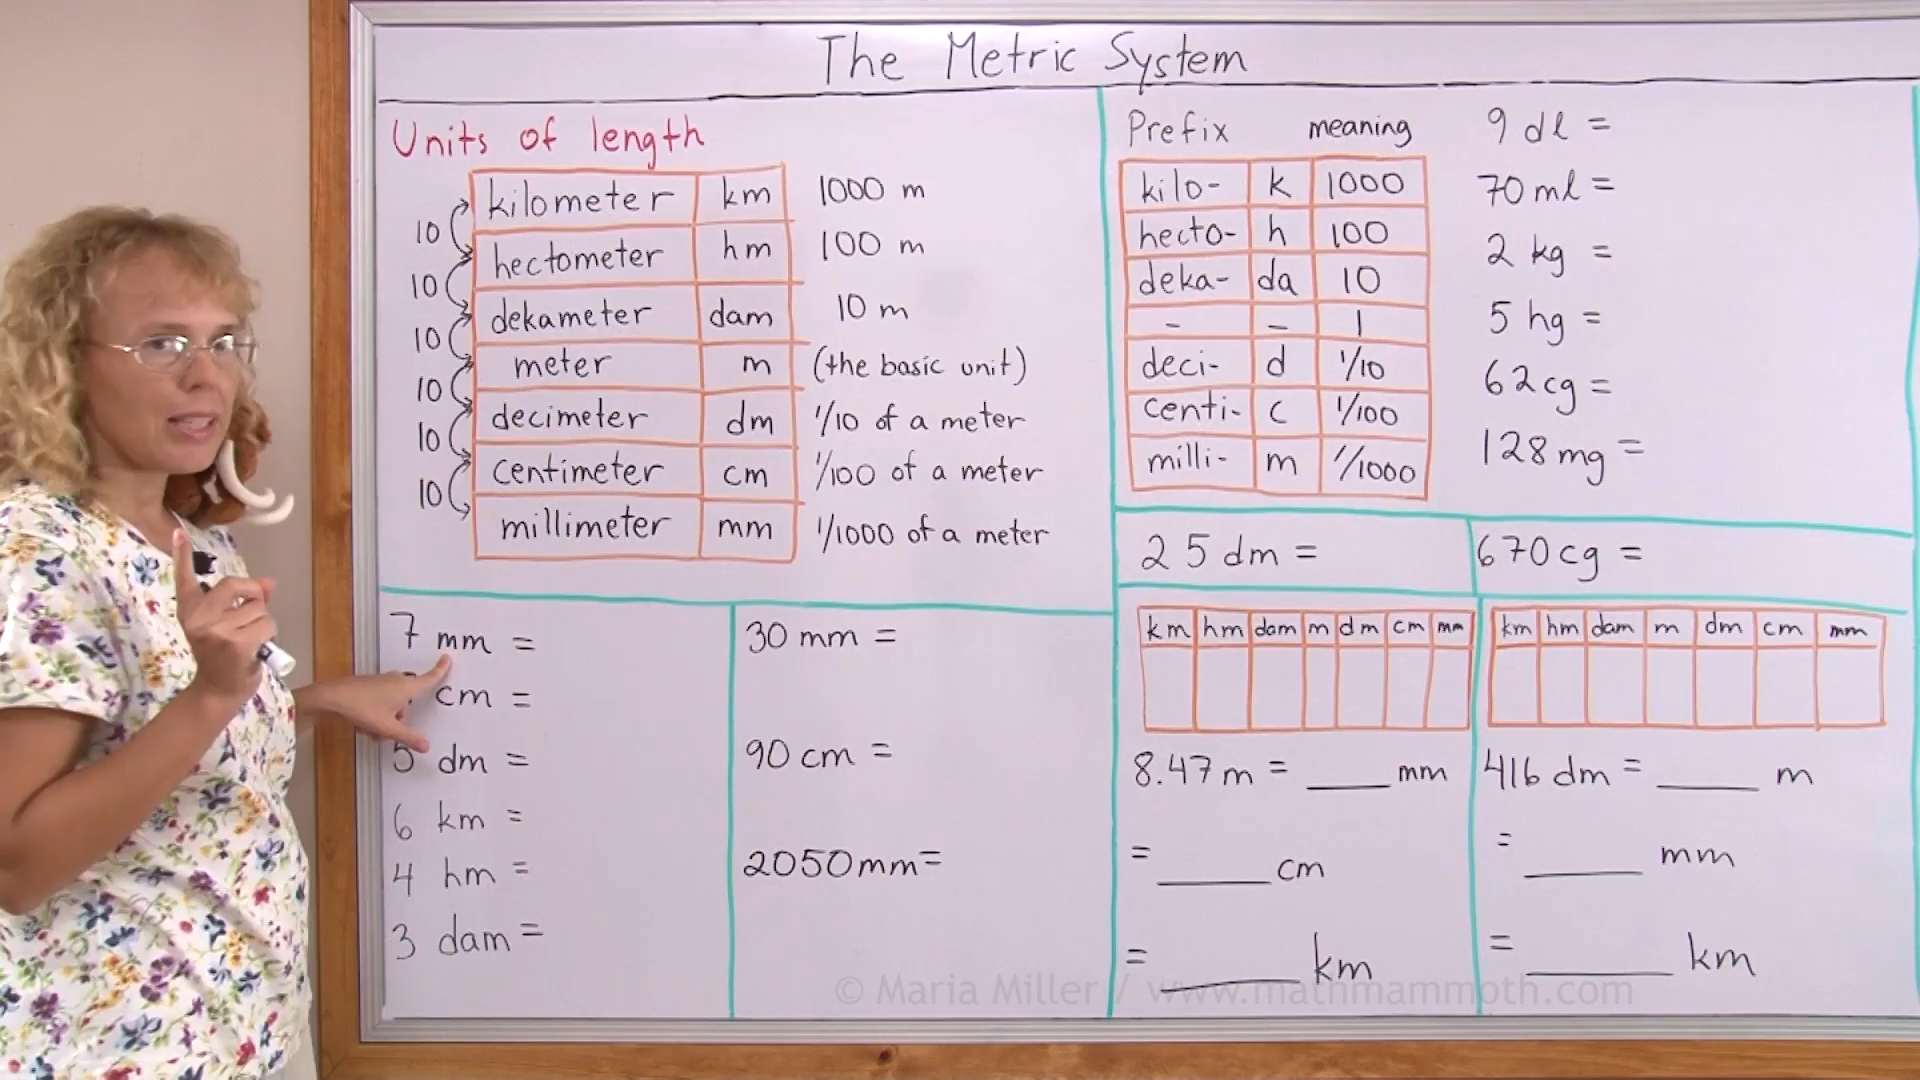 The Metric System
Units of length
kilometer km 1000 m
10
hectometer hm 100 m
10
dekameter dam 10 m
10
meter m (the basic unit)
10
decimeter dm 1/10 of a meter
10
centimeter cm 1/100 of a meter
10
millimeter mm 1/1000 of a meter
7 mm =
cm =
5 dm =
6 km =
4 hm =
3 dam =
30 mm =
90 cm =
2050 mm =
Prefix meaning
kilo- k 1000
hecto- h 100
deka- da 10
- - 1
deci- d 1/10
centi- c 1/100
milli- m 1/1000
9 dl =
70 ml =
2 kg =
5 hg =
62 cg =
128 mg =
25 dm =
670 cg =
km hm dam m dm cm mm
8.47 m = ____ mm
= ____ cm
= ____ km
km hm dam m dm cm mm
416 dm = ____ m
= ____ mm
= ____ km
© Maria Miller / www.mathmammoth.com